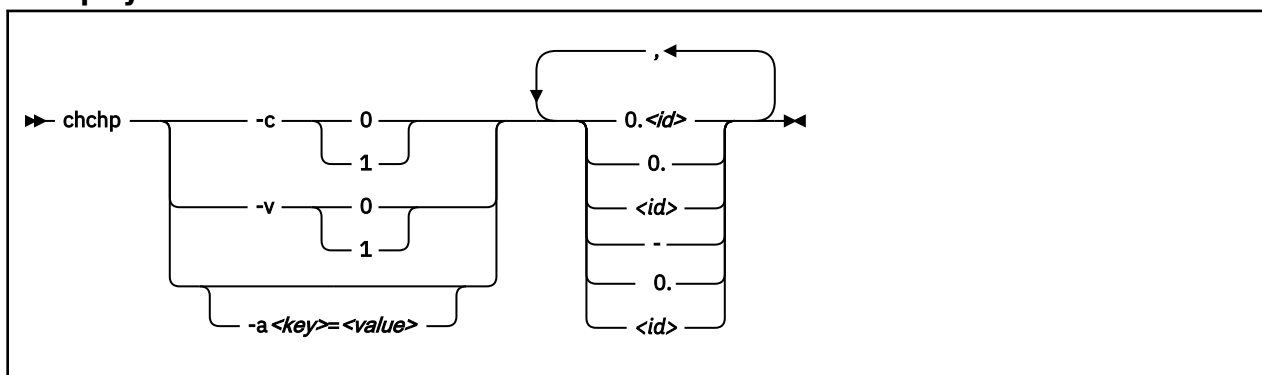 ,
chchp -c 0 0.<id>
1 0.
-v 0 <id>
1 -
0.
-a<key>=<value> <id>